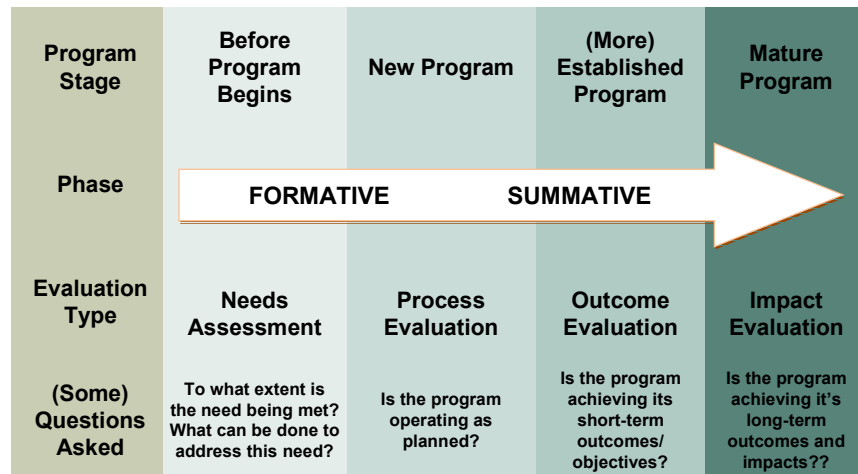 Program
Stage
Before
Program
Begins
New Program
(More)
Established
Program
Mature
Program
Phase
FORMATIVE
SUMMATIVE
Evaluation
Type
Needs
Assessment
Process
Evaluation
Outcome
Evaluation
Impact
Evaluation
(Some)
Questions
Asked
To what extent is
the need being met?
What can be done to
address this need?
Is the program
operating as
planned?
Is the program
achieving its
short-term
outcomes/
objectives?
Is the program
achieving it's
long-term
outcomes and
impacts??